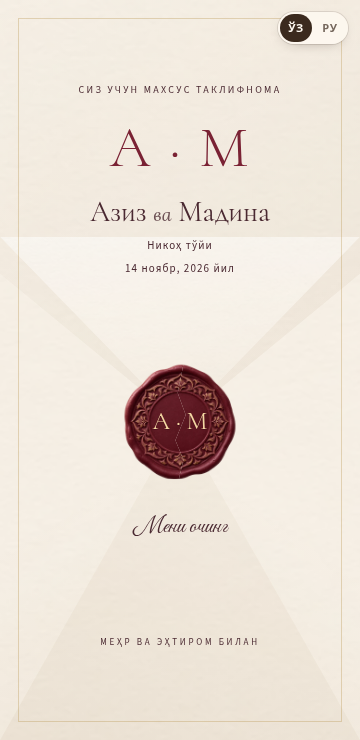 ЎЗ РУ
СИЗ УЧУН МАХСУС ТАКЛИФНОМА
А · М
Азиз ва Мадина
Никоҳ тўйи
14 ноябр, 2026 йил
А · М
Мени очинг
МЕҲР ВА ЭҲТИРОМ БИЛАН